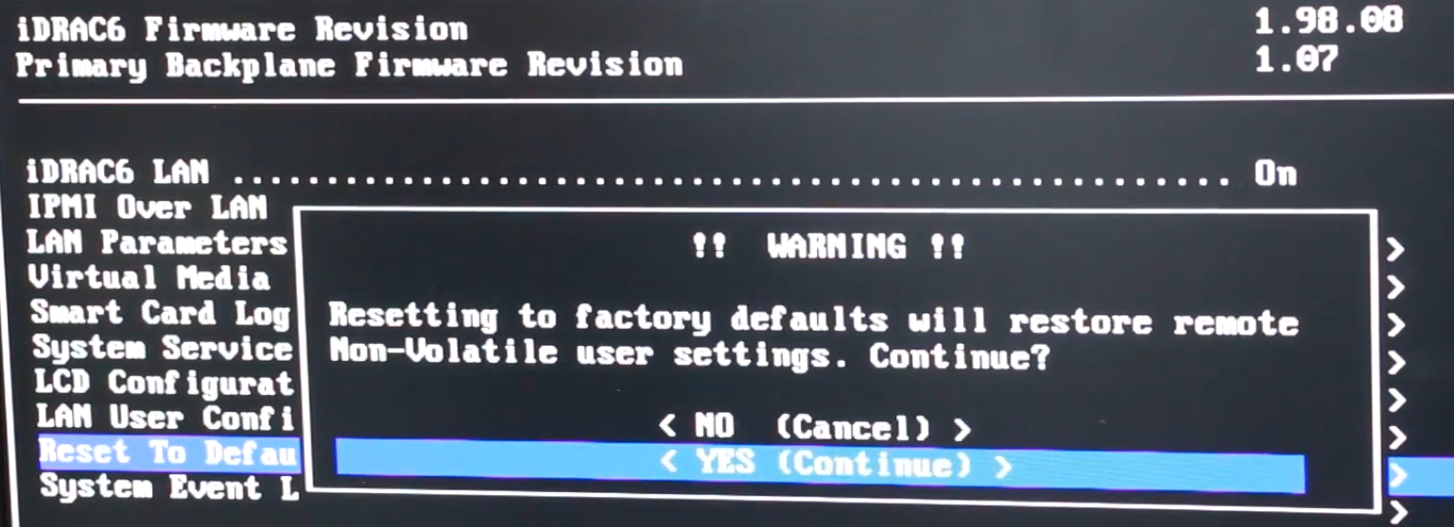 iDRAC6 Firmware Revision 1.98.08
Primary Backplane Firmware Revision 1.07
iDRAC6 LAN ...................................................... On
IPMI Over LAN
LAN Parameters >
Virtual Media >
Smart Card Log >
System Service >
LCD Configurat >
LAN User Confi >
Reset To Defau >
System Event L >
!! WARNING !!
Resetting to factory defaults will restore remote
Non-Volatile user settings. Continue?
< NO (Cancel) >
< YES (Continue) >